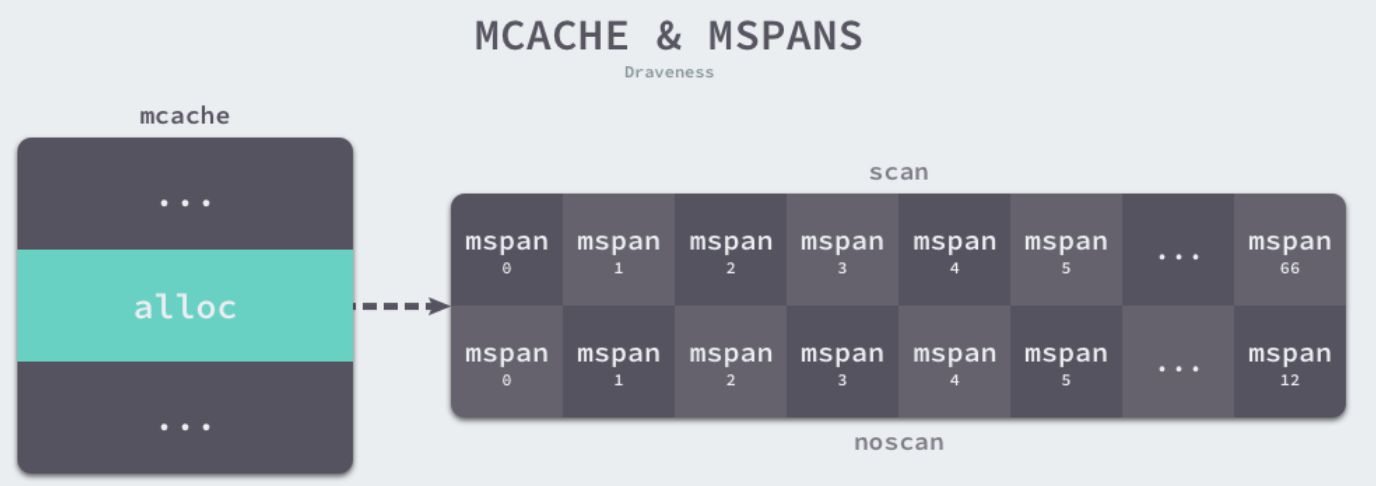 MCACHE & MSPANS
Draveness
mcache
...
alloc
...
scan
mspan mspan mspan mspan mspan mspan ... mspan
0 1 2 3 4 5 66
mspan mspan mspan mspan mspan mspan ... mspan
0 1 2 3 4 5 12
noscan